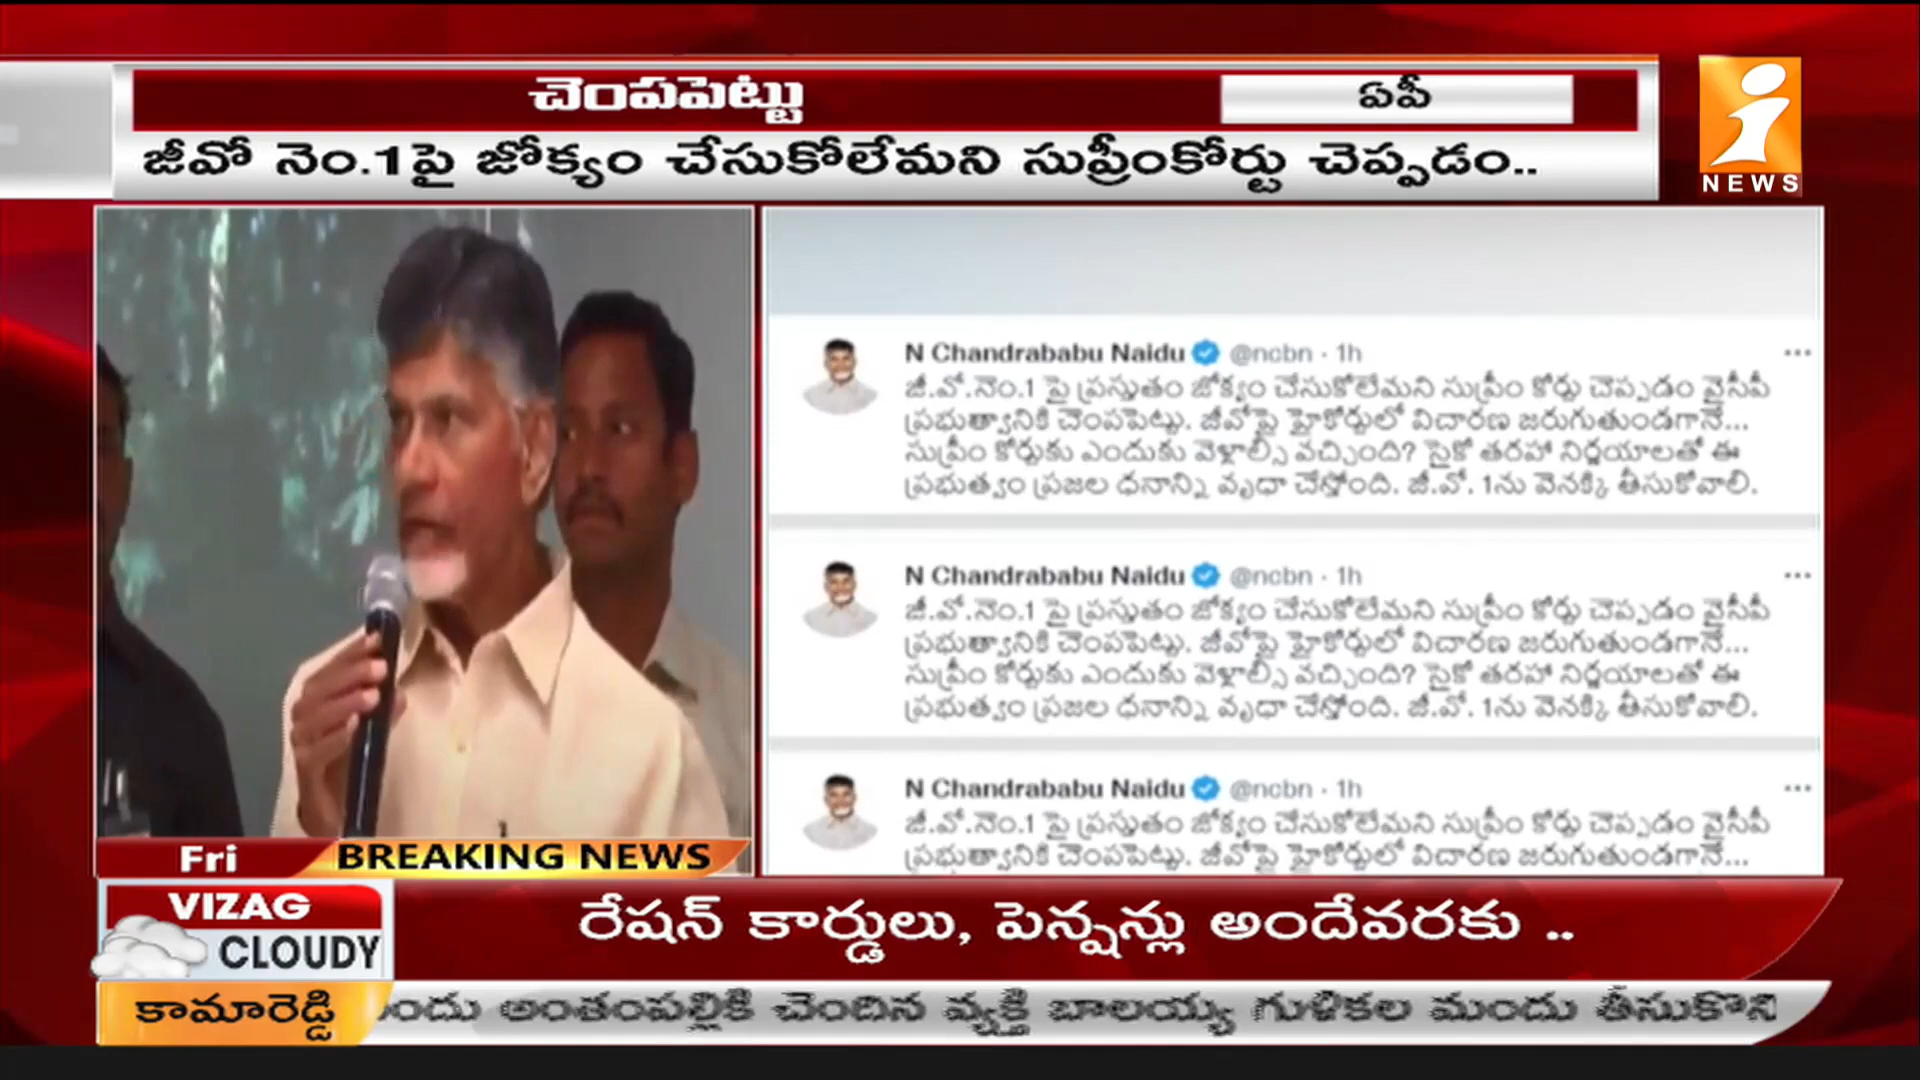 చెంపపెట్టు
ఏపీ
జీవో నెం.1పై జోక్యం చేసుకోలేమని సుప్రీంకోర్టు చెప్పడం..
i
NEWS
N Chandrababu Naidu @ncbn · 1h
జీ.వో.నెం.1 పై ప్రస్తుతం జోక్యం చేసుకోలేమని సుప్రీం కోర్టు చెప్పడం వైసీపీ
ప్రభుత్వానికి చెంపపెట్టు. జీవోపై హైకోర్టులో విచారణ జరుగుతుండగానే...
సుప్రీం కోర్టుకు ఎందుకు వెళ్లాల్సి వచ్చింది? సైకో తరహా నిర్ణయాలతో ఈ
ప్రభుత్వం ప్రజల ధనాన్ని వృధా చేస్తోంది. జీ.వో. 1ను వెనక్కి తీసుకోవాలి.
N Chandrababu Naidu @ncbn · 1h
జీ.వో.నెం.1 పై ప్రస్తుతం జోక్యం చేసుకోలేమని సుప్రీం కోర్టు చెప్పడం వైసీపీ
ప్రభుత్వానికి చెంపపెట్టు. జీవోపై హైకోర్టులో విచారణ జరుగుతుండగానే...
సుప్రీం కోర్టుకు ఎందుకు వెళ్లాల్సి వచ్చింది? సైకో తరహా నిర్ణయాలతో ఈ
ప్రభుత్వం ప్రజల ధనాన్ని వృధా చేస్తోంది. జీ.వో. 1ను వెనక్కి తీసుకోవాలి.
N Chandrababu Naidu @ncbn · 1h
జీ.వో.నెం.1 పై ప్రస్తుతం జోక్యం చేసుకోలేమని సుప్రీం కోర్టు చెప్పడం వైసీపీ
ప్రభుత్వానికి చెంపపెట్టు. జీవోపై హైకోర్టులో విచారణ జరుగుతుండగానే...
Fri BREAKING NEWS
VIZAG
CLOUDY
రేషన్ కార్డులు, పెన్షన్లు అందేవరకు ..
కామారెడ్డి
అంతంపల్లికి చెందిన వ్యక్తి బాలయ్య గుళికల మందు తీసుకొని